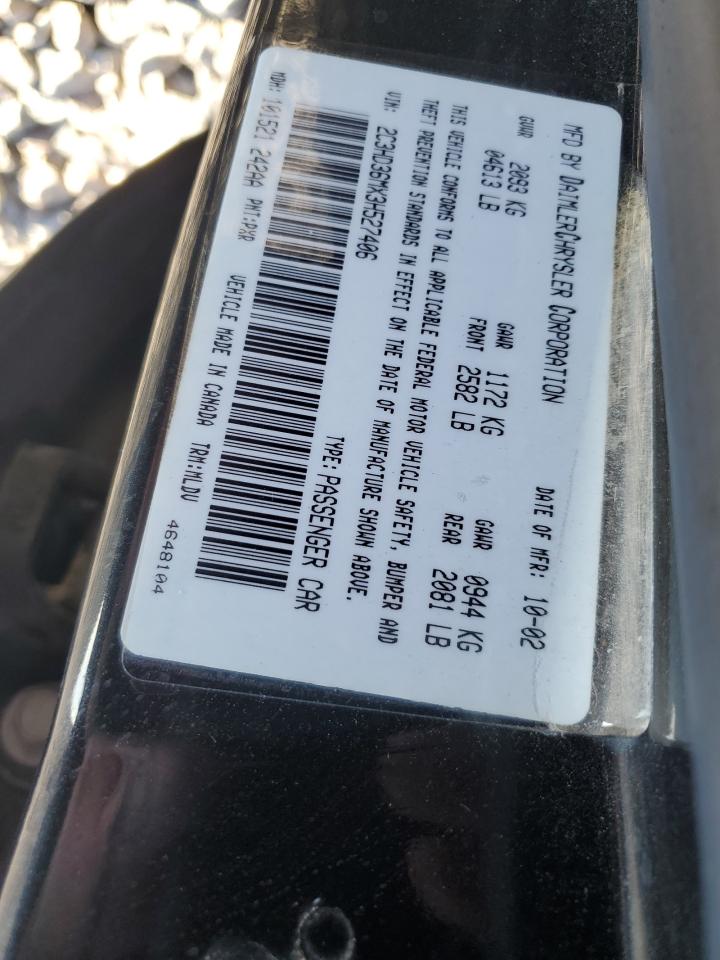 MFD BY DAIMLERCHRYSLER CORPORATION DATE OF MFR: 10-02
GVWR 2093 KG GAWR 1172 KG GAWR 0944 KG
04613 LB FRONT 2582 LB REAR 2081 LB
THIS VEHICLE CONFORMS TO ALL APPLICABLE FEDERAL MOTOR VEHICLE SAFETY, BUMPER AND
THEFT PREVENTION STANDARDS IN EFFECT ON THE DATE OF MANUFACTURE SHOWN ABOVE.
VIN: 2C3HD36MX3H527406 TYPE: PASSENGER CAR
MDH: 101521 242AA PNT:PXR VEHICLE MADE IN CANADA TRM:MLDV
4648104